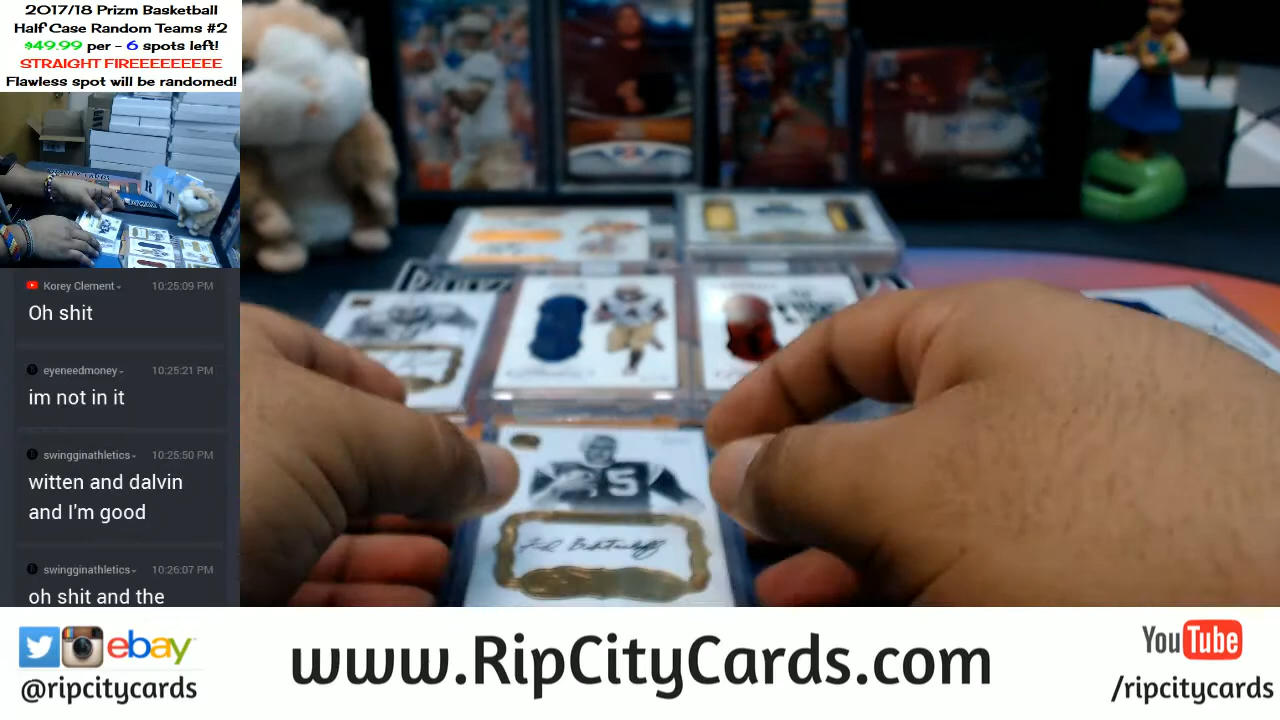 2017/18 Prizm Basketball
Half Case Random Teams #2
$49.99 per - 6 spots left!
STRAIGHT FIREEEEEEEEE
Flawless spot will be randomed!
R
T
Korey Clement
10:25:09 PM
Oh shit
eyeneedmoney
10:25:21 PM
im not in it
swingginathletics
10:25:50 PM
witten and dalvin
and I'm good
swingginathletics
10:26:07 PM
oh shit and the
5
ebay
@ripcitycards
www.RipCityCards.com
YouTube
/ripcitycards